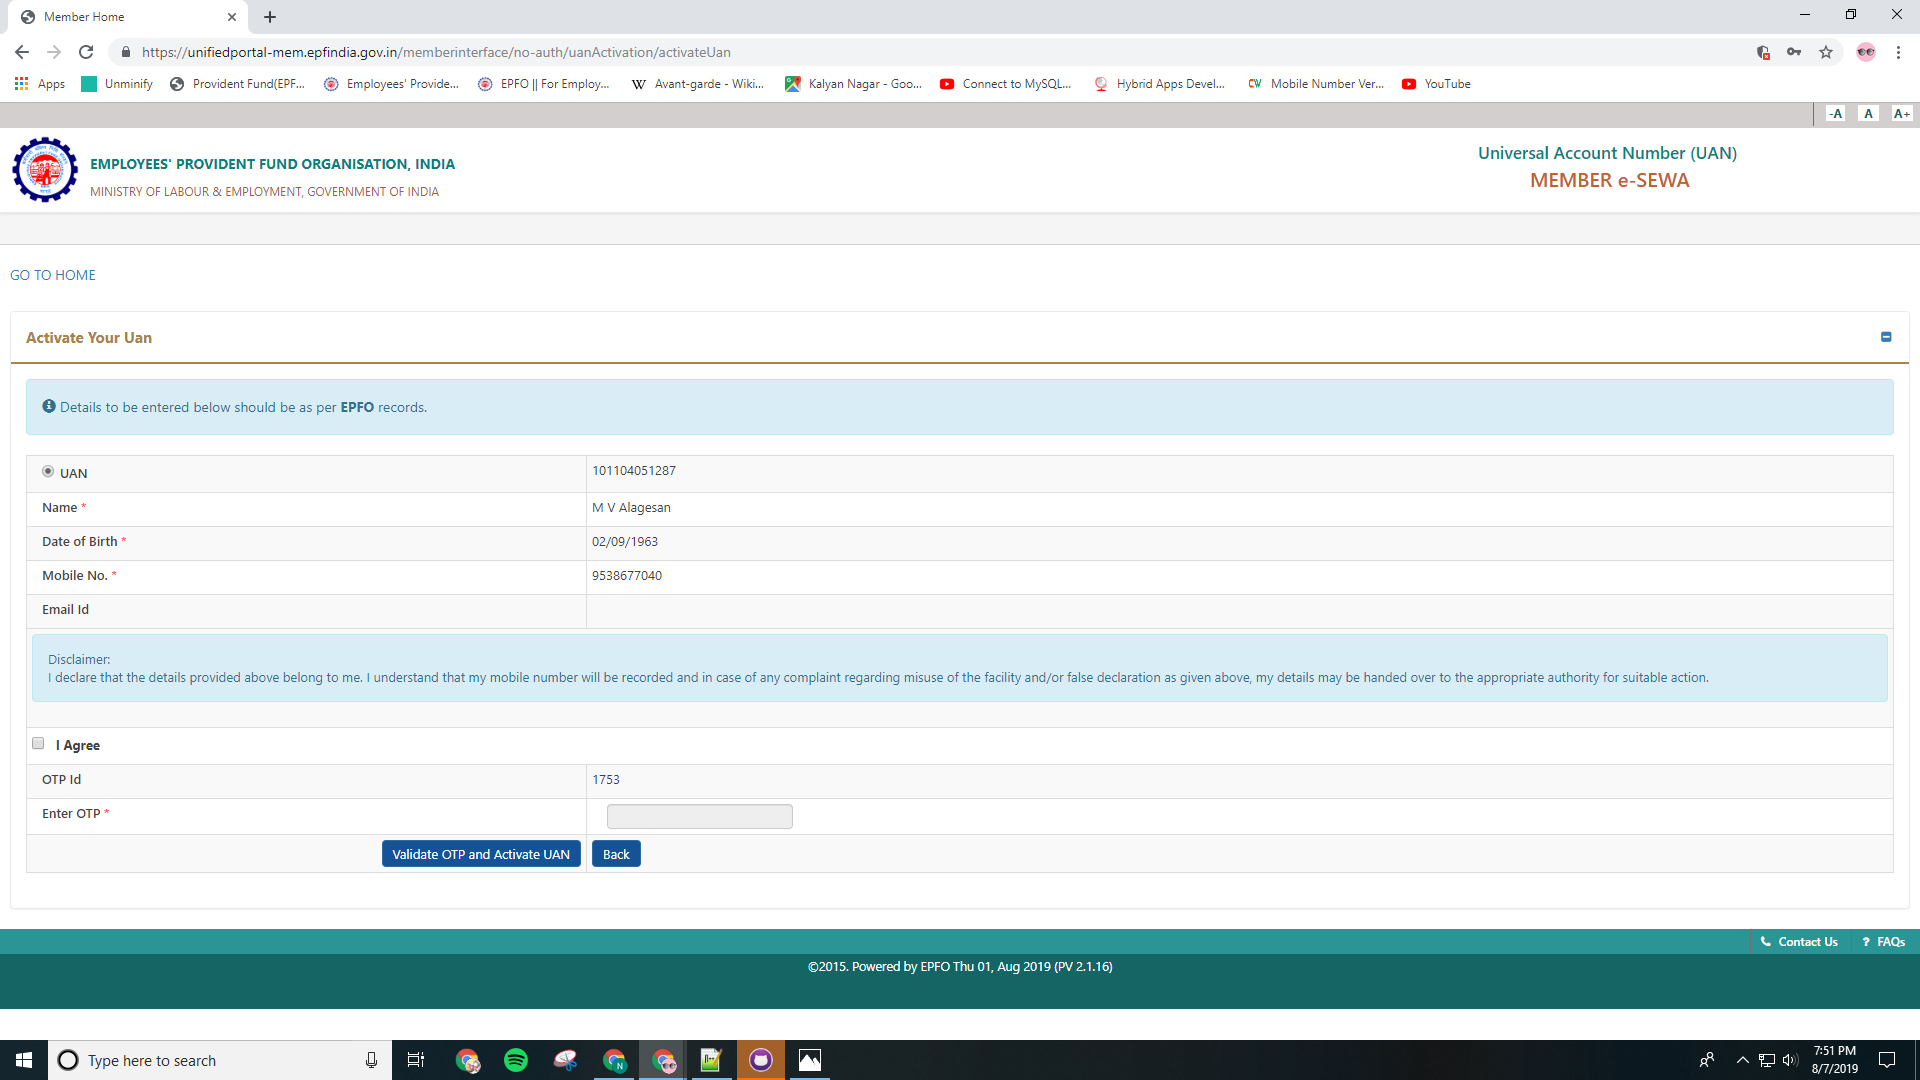 Member Home
https://unifiedportal-mem.epfindia.gov.in/memberinterface/no-auth/uanActivation/activateUan
Apps Unminify Provident Fund(EPF... Employees' Provide... EPFO || For Employ... Avant-garde - Wiki... Kalyan Nagar - Goo... Connect to MySQL... Hybrid Apps Devel... Mobile Number Ver... YouTube
-A A A+
EMPLOYEES' PROVIDENT FUND ORGANISATION, INDIA
MINISTRY OF LABOUR & EMPLOYMENT, GOVERNMENT OF INDIA
Universal Account Number (UAN)
MEMBER e-SEWA
GO TO HOME
Activate Your Uan
Details to be entered below should be as per EPFO records.
UAN 101104051287
Name * M V Alagesan
Date of Birth * 02/09/1963
Mobile No. * 9538677040
Email Id
Disclaimer:
I declare that the details provided above belong to me. I understand that my mobile number will be recorded and in case of any complaint regarding misuse of the facility and/or false declaration as given above, my details may be handed over to the appropriate authority for suitable action.
I Agree
OTP Id 1753
Enter OTP *
Validate OTP and Activate UAN Back
Contact Us ? FAQs
©2015. Powered by EPFO Thu 01, Aug 2019 (PV 2.1.16)
Type here to search
7:51 PM
8/7/2019